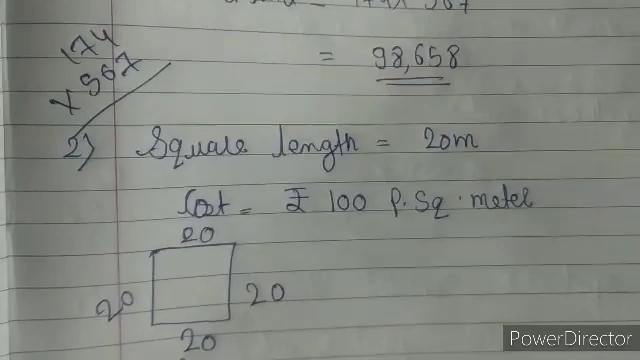 = 98,658
174
x 567
2) Square length = 20m
Cost = ₹ 100 P. Sq. meter
20
20 20
20
PowerDirector